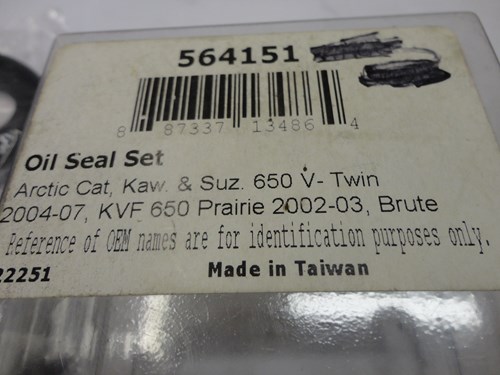 564151
8 87337 13486 4
Oil Seal Set
Arctic Cat, Kaw. & Suz. 650 V- Twin
2004-07, KVF 650 Prairie 2002-03, Brute
Reference of OEM names are for identification purposes only.
22251 Made in Taiwan